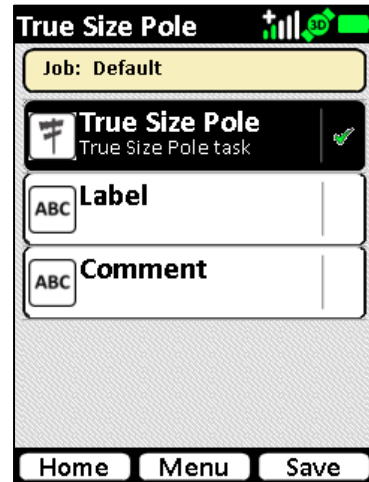 True Size Pole
3D
Job: Default
True Size Pole
True Size Pole task
ABC Label
ABC Comment
Home Menu Save